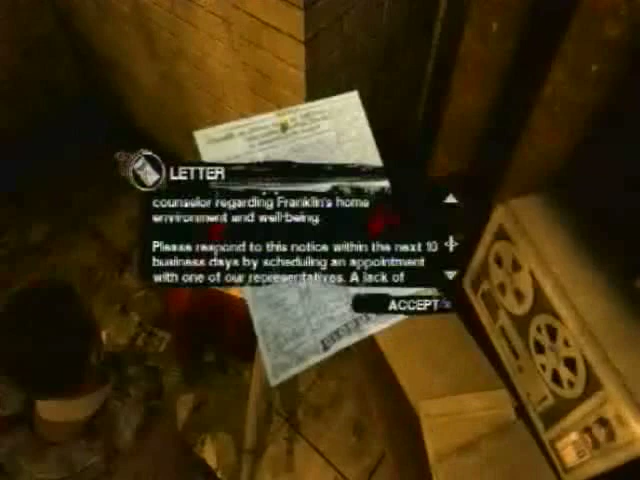 LETTER
counselor regarding Franklin's home
environment and well-being.
Please respond to this notice within the next 10
business days by scheduling an appointment
with one of our representatives. A lack of
ACCEPT